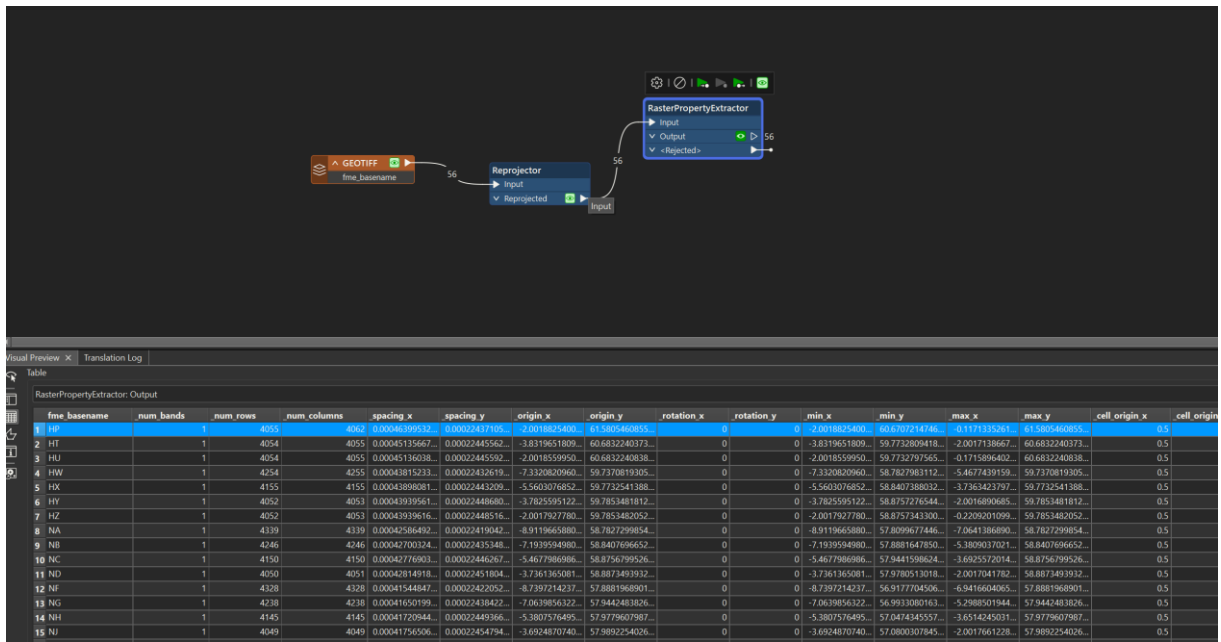 RasterPropertyExtractor
Input
Output
56
<Rejected>
GEOTIFF
fme_basename
56
56
Reprojector
Input
Reprojected
Input
Visual Preview × Translation Log
Table
RasterPropertyExtractor: Output
fme_basename _num_bands _num_rows _num_columns _spacing_x _spacing_y _origin_x _origin_y _rotation_x _rotation_y _min_x _min_y _max_x _max_y _cell_origin_x _cell_origin
1 HP 1 4055 4062 0.00046399532... 0.00022437105... -2.0018825400... 61.5805460855... 0 0 -2.0018825400... 60.6707214746... -0.1171335261... 61.5805460855... 0.5
2 HT 1 4054 4055 0.00045135667... 0.00022445562... -3.8319651809... 60.6832240373... 0 0 -3.8319651809... 59.7732809418... -2.0017138667... 60.6832240373... 0.5
3 HU 1 4054 4055 0.00045136038... 0.00022445592... -2.0018559950... 60.6832240838... 0 0 -2.0018559950... 59.7732797565... -0.1715896402... 60.6832240838... 0.5
4 HW 1 4254 4255 0.00043815233... 0.00022432619... -7.3320820960... 59.7370819305... 0 0 -7.3320820960... 58.7827983112... -5.4677439159... 59.7370819305... 0.5
5 HX 1 4155 4155 0.00043898081... 0.00022443209... -5.5603076852... 59.7732541388... 0 0 -5.5603076852... 58.8407388032... -3.7363423797... 59.7732541388... 0.5
6 HY 1 4052 4053 0.00043939561... 0.00022448680... -3.7825595122... 59.7853481812... 0 0 -3.7825595122... 58.8757276544... -2.0016890685... 59.7853481812... 0.5
7 HZ 1 4052 4053 0.00043939616... 0.00022448516... -2.0017927780... 59.7853482052... 0 0 -2.0017927780... 58.8757343300... -0.2209201099... 59.7853482052... 0.5
8 NA 1 4339 4339 0.00042586492... 0.00022419042... -8.9119665880... 58.7827299854... 0 0 -8.9119665880... 57.8099677446... -7.0641386890... 58.7827299854... 0.5
9 NB 1 4246 4246 0.00042700324... 0.00022435348... -7.1939594980... 58.8407696652... 0 0 -7.1939594980... 57.8881647850... -5.3809037021... 58.8407696652... 0.5
10 NC 1 4150 4150 0.00042776903... 0.00022446267... -5.4677986986... 58.8756799526... 0 0 -5.4677986986... 57.9441598624... -3.6925572014... 58.8756799526... 0.5
11 ND 1 4050 4051 0.00042814918... 0.00022451804... -3.7361365081... 58.8873493932... 0 0 -3.7361365081... 57.9780513018... -2.0017041782... 58.8873493932... 0.5
12 NF 1 4328 4328 0.00041544847... 0.00022422052... -8.7397214237... 57.8881968901... 0 0 -8.7397214237... 56.9177704506... -6.9416604065... 57.8881968901... 0.5
13 NG 1 4238 4238 0.00041650199... 0.00022438422... -7.0639856322... 57.9442483826... 0 0 -7.0639856322... 56.9933080163... -5.2988501944... 57.9442483826... 0.5
14 NH 1 4145 4145 0.00041720944... 0.00022449366... -5.3807576495... 57.9779607987... 0 0 -5.3807576495... 57.0474345557... -3.6514245031... 57.9779607987... 0.5
15 NJ 1 4049 4049 0.00041756506... 0.00022454794... -3.6924870740... 57.9892254026... 0 0 -3.6924870740... 57.0800307845... -2.0017661228... 57.9892254026... 0.5